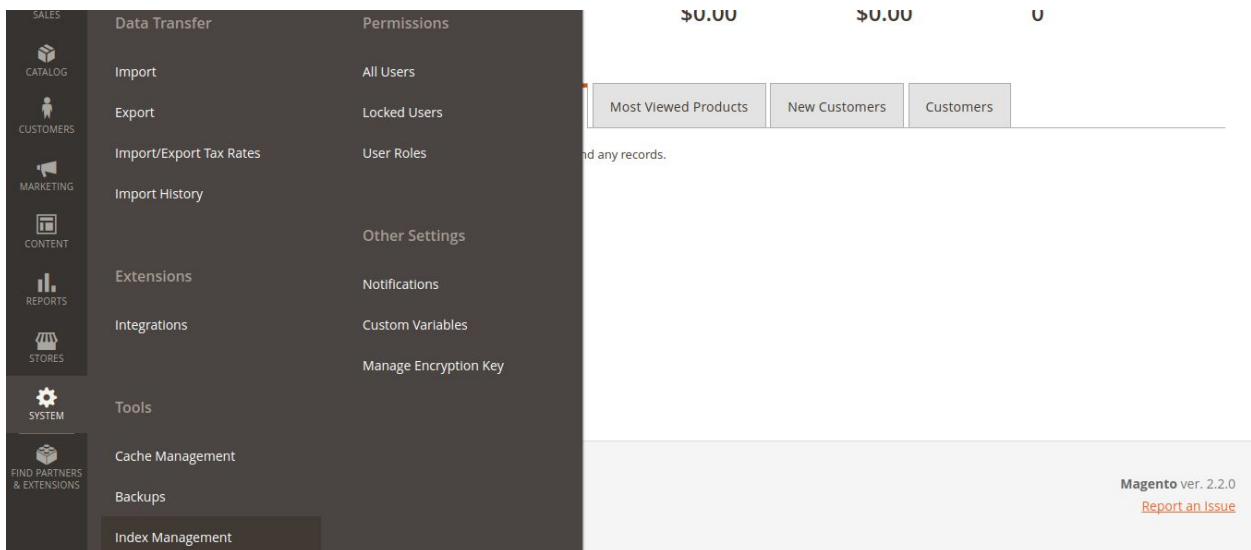 SALES
CATALOG
CUSTOMERS
MARKETING
CONTENT
REPORTS
STORES
SYSTEM
FIND PARTNERS
& EXTENSIONS
Data Transfer
Import
Export
Import/Export Tax Rates
Import History
Extensions
Integrations
Tools
Cache Management
Backups
Index Management
Permissions
All Users
Locked Users
User Roles
Other Settings
Notifications
Custom Variables
Manage Encryption Key
$0.00 $0.00 0
Most Viewed Products New Customers Customers
any records.
Magento ver. 2.2.0
Report an Issue